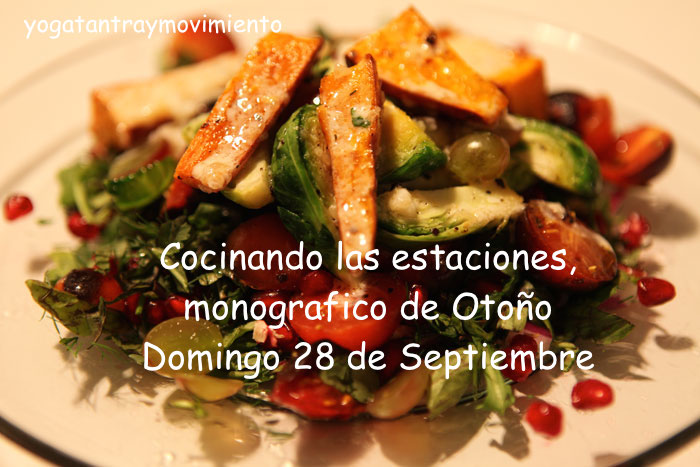 yogatantraymovimiento
Cocinando las estaciones,
monografico de Otoño
Domingo 28 de Septiembre